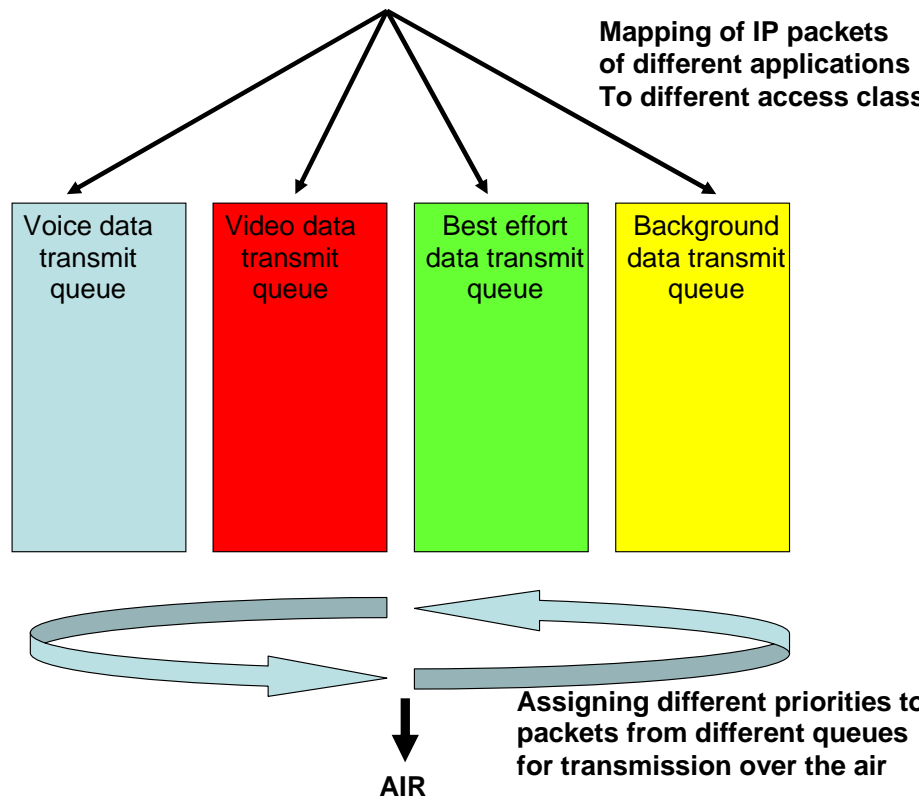 Mapping of IP packets
of different applications
To different access class
Voice data
transmit
queue
Video data
transmit
queue
Best effort
data transmit
queue
Background
data transmit
queue
Assigning different priorities to
packets from different queues
for transmission over the air
AIR